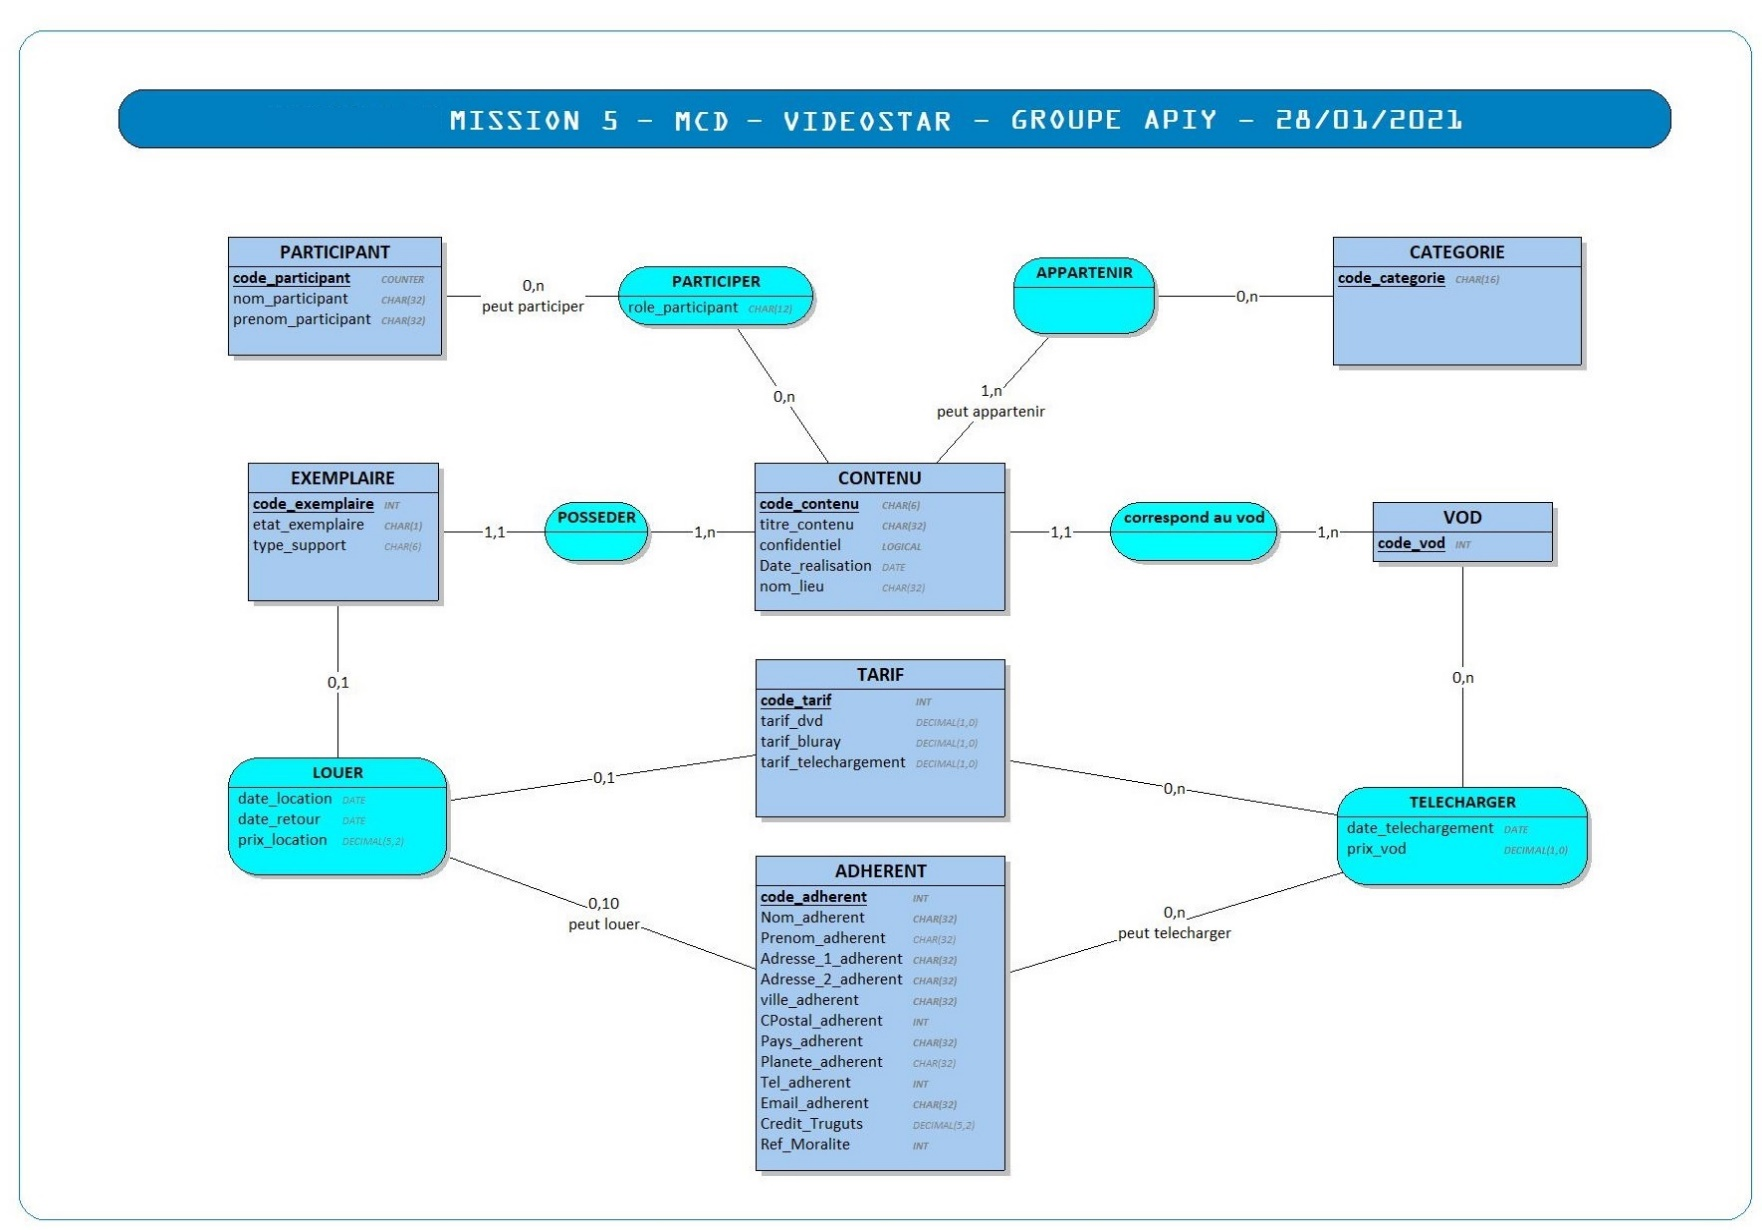 MISSION 5 - MCD - VIDEOSTAR - GROUPE APIY - 28/01/2021
PARTICIPANT
code_participant COUNTER
nom_participant CHAR(32)
prenom_participant CHAR(32)
0,n
peut participer
PARTICIPER
role_participant CHAR(12)
APPARTENIR
0,n
CATEGORIE
code_categorie CHAR(16)
0,n
1,n
peut appartenir
EXEMPLAIRE
code_exemplaire INT
etat_exemplaire CHAR(1)
type_support CHAR(6)
1,1
POSSEDER
1,n
CONTENU
code_contenu CHAR(6)
titre_contenu CHAR(32)
confidentiel LOGICAL
Date_realisation DATE
nom_lieu CHAR(32)
1,1
correspond au vod
1,n
VOD
code_vod INT
0,1
0,n
TARIF
code_tarif INT
tarif_dvd DECIMAL(1,0)
tarif_bluray DECIMAL(1,0)
tarif_telechargement DECIMAL(1,0)
LOUER
date_location DATE
date_retour DATE
prix_location DECIMAL(5,2)
0,1
0,n
TELECHARGER
date_telechargement DATE
prix_vod DECIMAL(1,0)
0,10
peut louer
0,n
peut telecharger
ADHERENT
code_adherent INT
Nom_adherent CHAR(32)
Prenom_adherent CHAR(32)
Adresse_1_adherent CHAR(32)
Adresse_2_adherent CHAR(32)
ville_adherent CHAR(32)
CPostal_adherent INT
Pays_adherent CHAR(32)
Planete_adherent CHAR(32)
Tel_adherent INT
Email_adherent CHAR(32)
Credit_Truguts DECIMAL(5,2)
Ref_Moralite INT